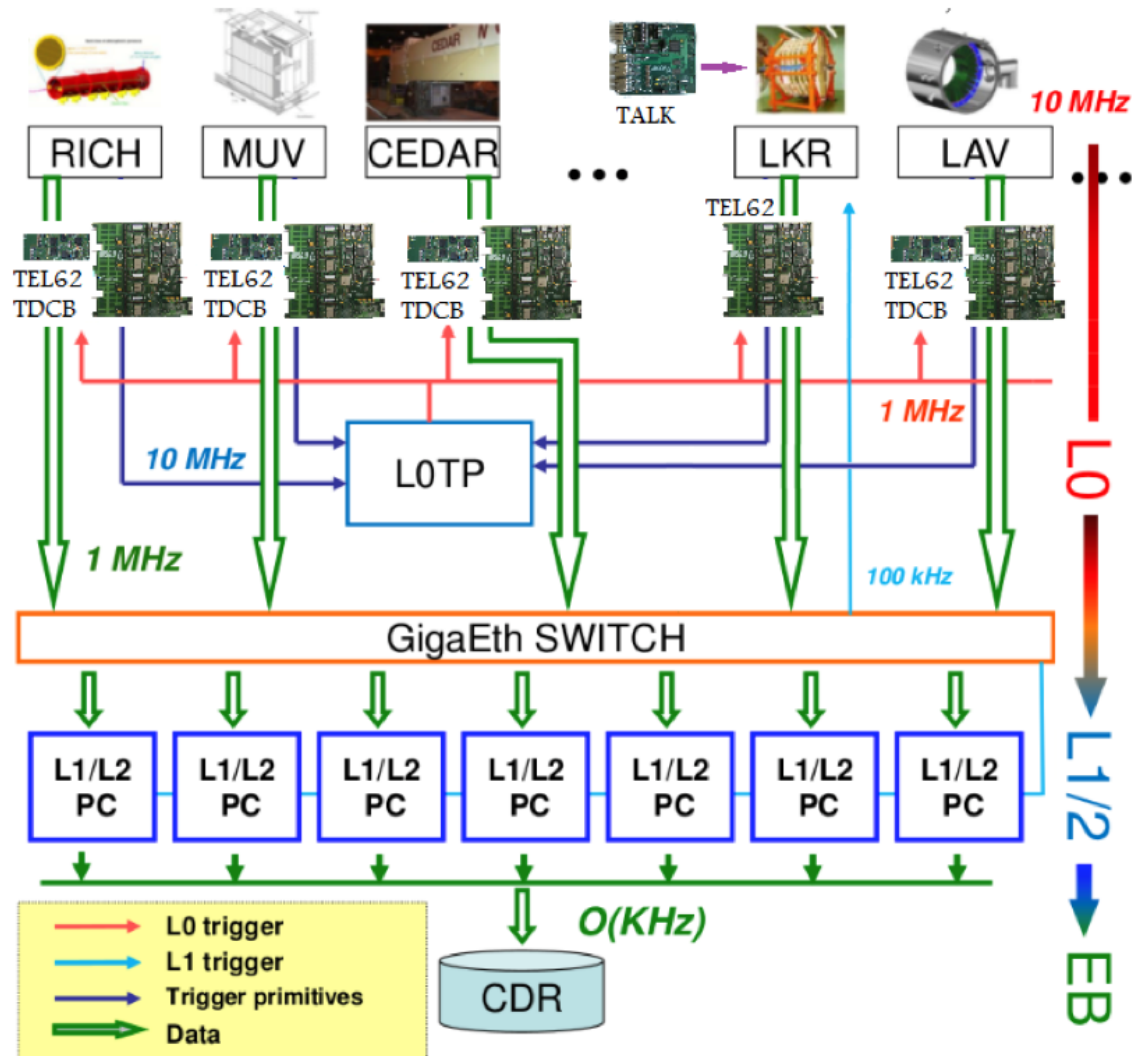 CEDAR
TALK
10 MHz
RICH
MUV
CEDAR
...
LKR
LAV
...
TEL62
TDCB
TEL62
TDCB
TEL62
TDCB
TEL62
TEL62
TDCB
1 MHz
10 MHz
L0TP
L0
1 MHz
100 kHz
GigaEth SWITCH
L1/L2
PC
L1/L2
PC
L1/L2
PC
L1/L2
PC
L1/L2
PC
L1/L2
PC
L1/L2
PC
L1/2
O(KHz)
CDR
EB
L0 trigger
L1 trigger
Trigger primitives
Data